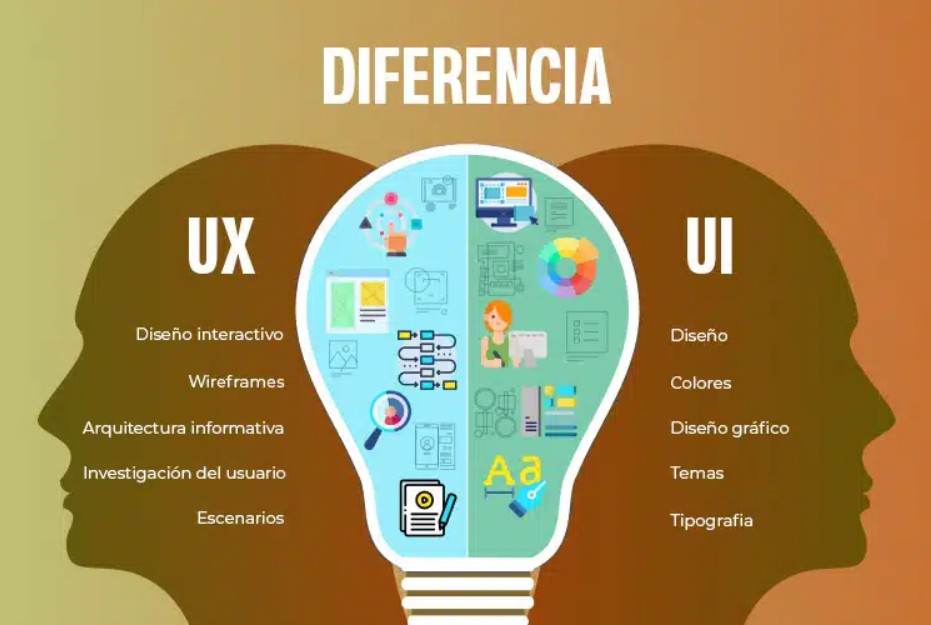 DIFERENCIA
UX
Diseño interactivo
Wireframes
Arquitectura informativa
Investigación del usuario
Escenarios
Aa
UI
Diseño
Colores
Diseño gráfico
Temas
Tipografia